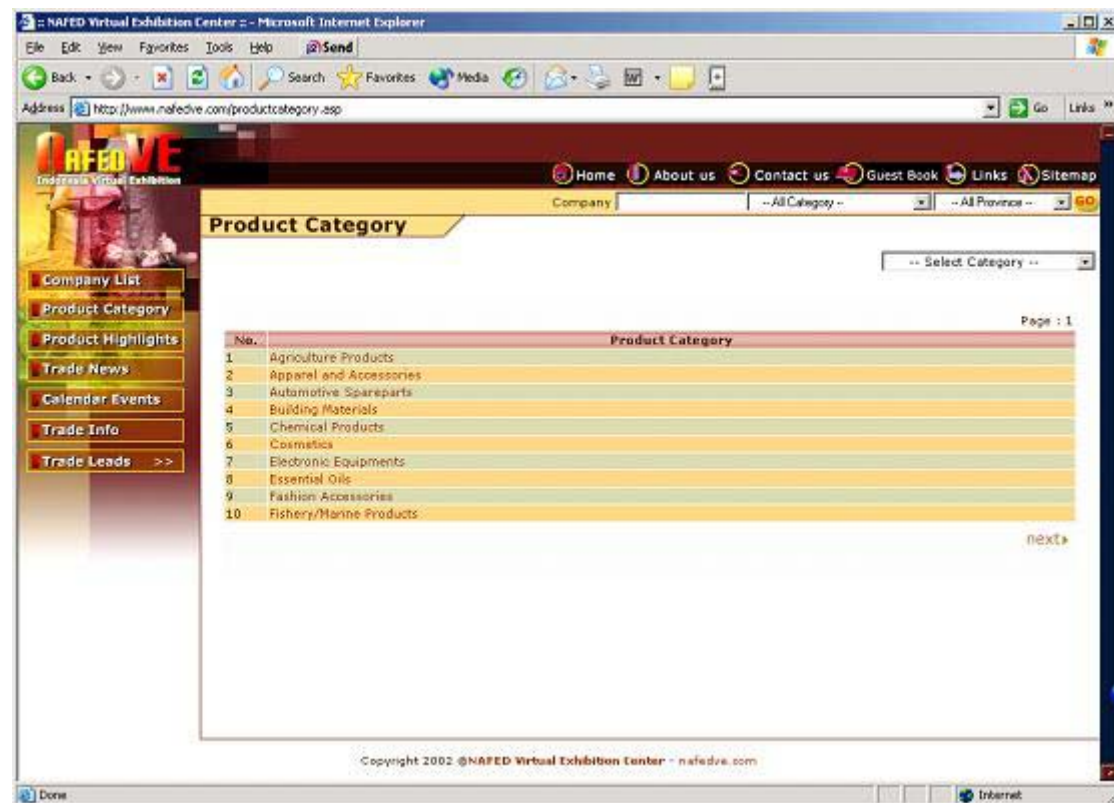 :: NAFED Virtual Exhibition Center :: - Microsoft Internet Explorer
File Edit View Favorites Tools Help Send
Back Search Favorites Media
Address http://www.nafedve.com/productcategory.asp Go Links »
NAFED VE
Indonesia Virtual Exhibition
Home About us Contact us Guest Book Links Sitemap
Company -- All Category -- -- All Province -- GO
Product Category
-- Select Category --
Company List
Product Category
Product Highlights
Trade News
Calendar Events
Trade Info
Trade Leads >>
Page : 1
No. Product Category
1 Agriculture Products
2 Apparel and Accessories
3 Automotive Spareparts
4 Building Materials
5 Chemical Products
6 Cosmetics
7 Electronic Equipments
8 Essential Oils
9 Fashion Accessories
10 Fishery/Marine Products
next
Copyright 2002 @NAFED Virtual Exhibition Center - nafedve.com
Done Internet